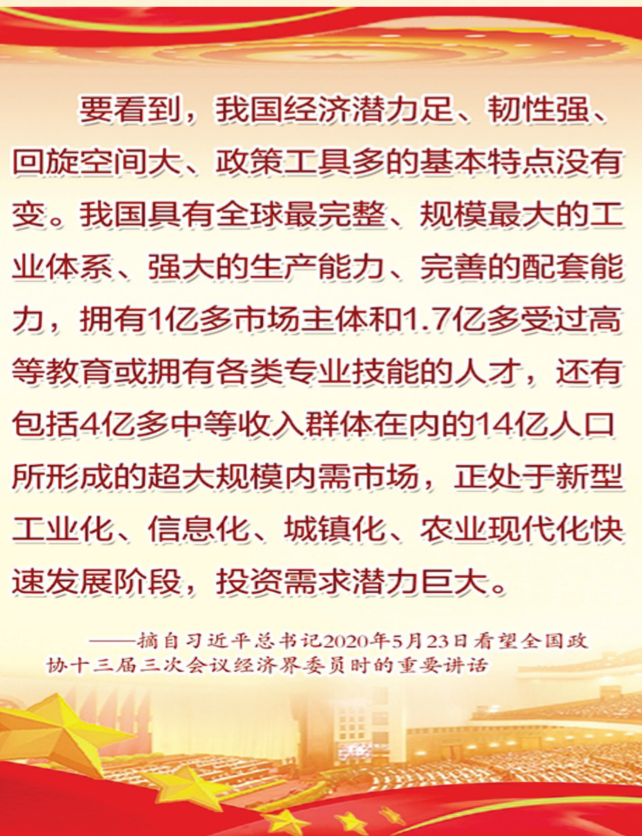 要看到，我国经济潜力足、韧性强、
回旋空间大、政策工具多的基本特点没有
变。我国具有全球最完整、规模最大的工
业体系、强大的生产能力、完善的配套能
力，拥有1亿多市场主体和1.7亿多受过高
等教育或拥有各类专业技能的人才，还有
包括4亿多中等收入群体在内的14亿人口
所形成的超大规模内需市场，正处于新型
工业化、信息化、城镇化、农业现代化快
速发展阶段，投资需求潜力巨大。
——摘自习近平总书记2020年5月23日看望全国政
协十三届三次会议经济界委员时的重要讲话